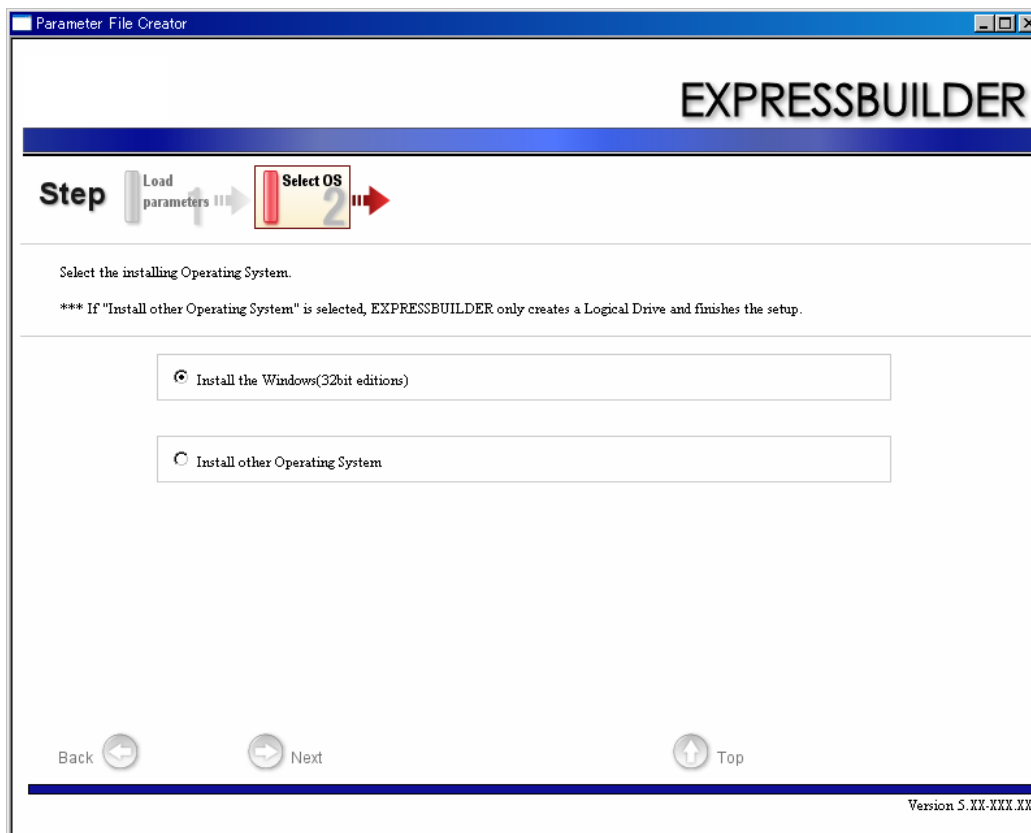 Parameter File Creator
EXPRESSBUILDER
Step
Load
parameters 1
Select OS
2
Select the installing Operating System.
*** If "Install other Operating System" is selected, EXPRESSBUILDER only creates a Logical Drive and finishes the setup.
Install the Windows(32bit editions)
Install other Operating System
Back
Next
Top
Version 5.XX-XXX.XX